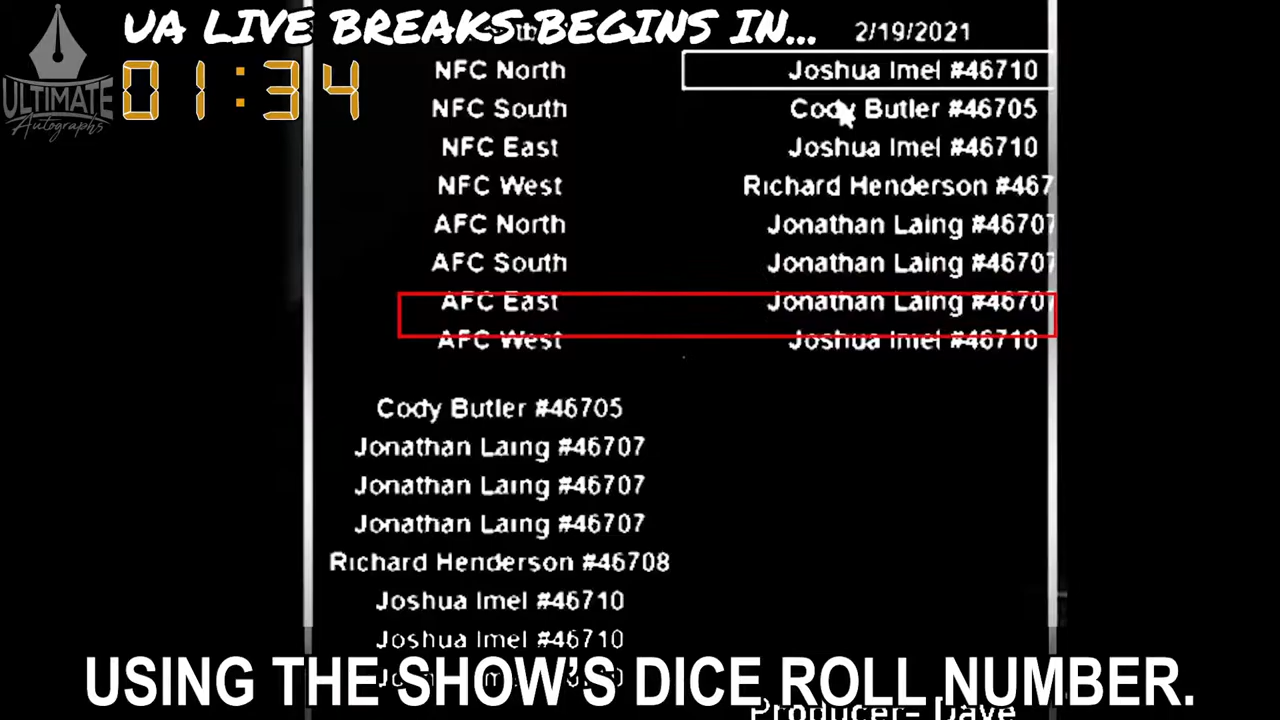 UA LIVE BREAKS BEGINS IN...
2/19/2021
ULTIMATE
Autographs
01:34
NFC North Joshua Imel #46710
NFC South Cody Butler #46705
NFC East Joshua Imel #46710
NFC West Richard Henderson #467
AFC North Jonathan Laing #46707
AFC South Jonathan Laing #46707
AFC East Jonathan Laing #46707
AFC West Joshua Imel #46710
Cody Butler #46705
Jonathan Laing #46707
Jonathan Laing #46707
Jonathan Laing #46707
Richard Henderson #46708
Joshua Imel #46710
Joshua Imel #46710
USING THE SHOW'S DICE ROLL NUMBER.
Producer- Dave